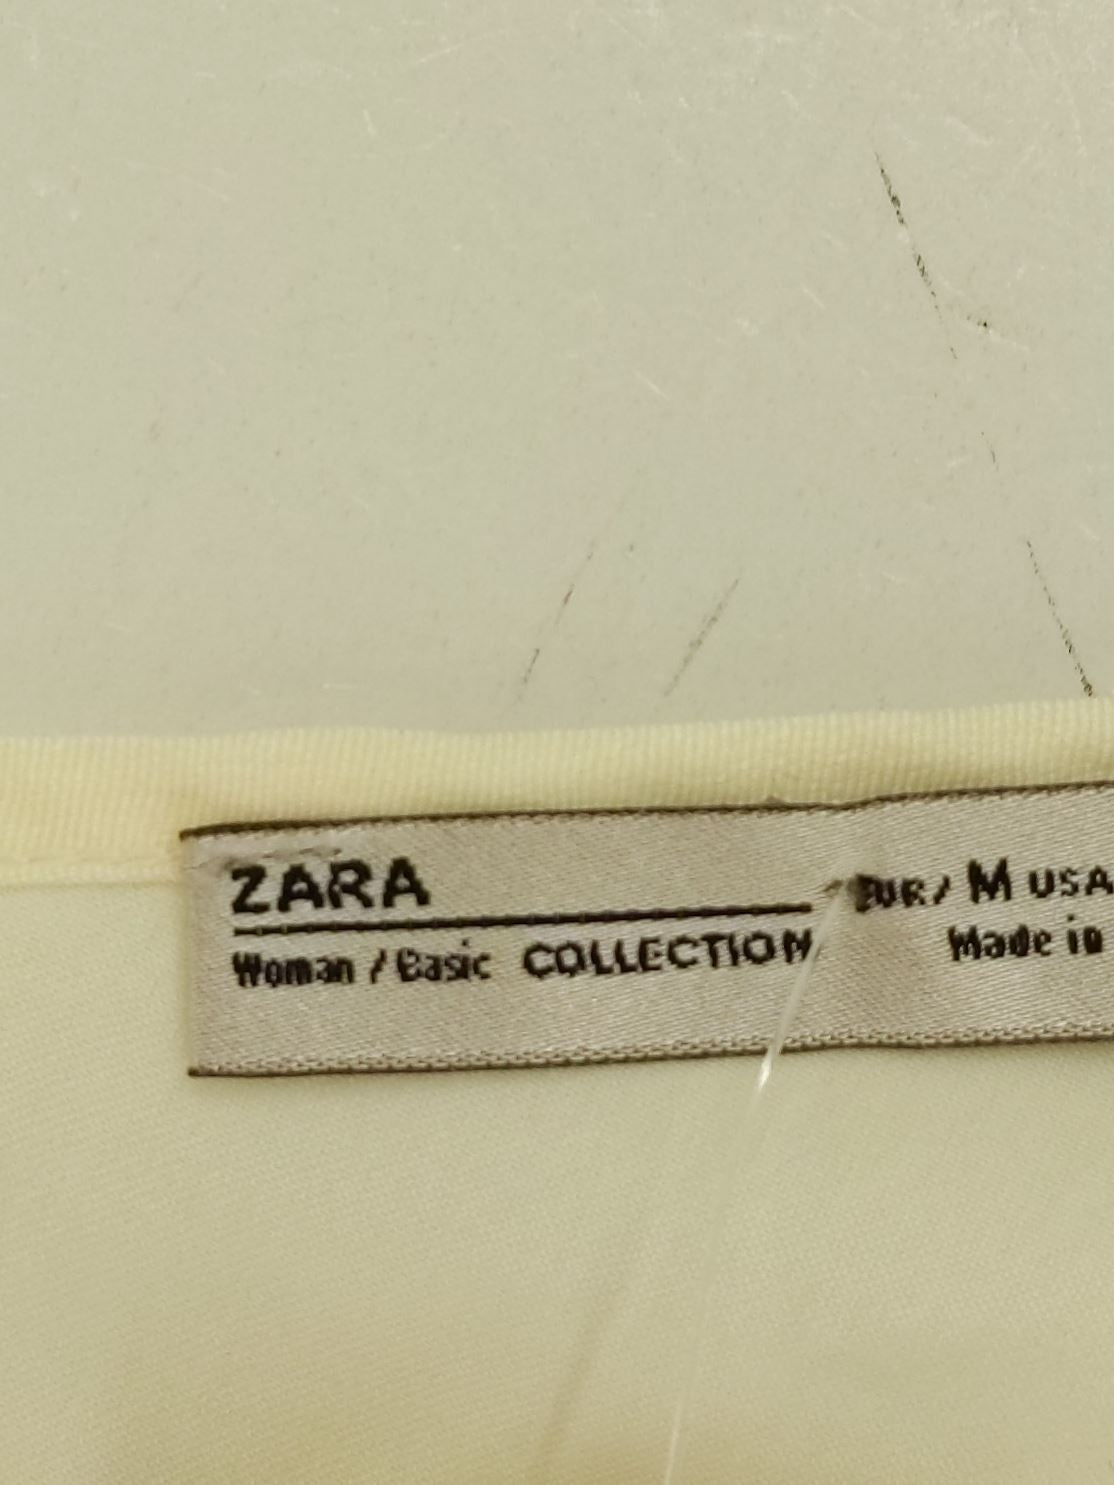 ZARA
Woman / Basic COLLECTION
EUR/ M USA
Made in